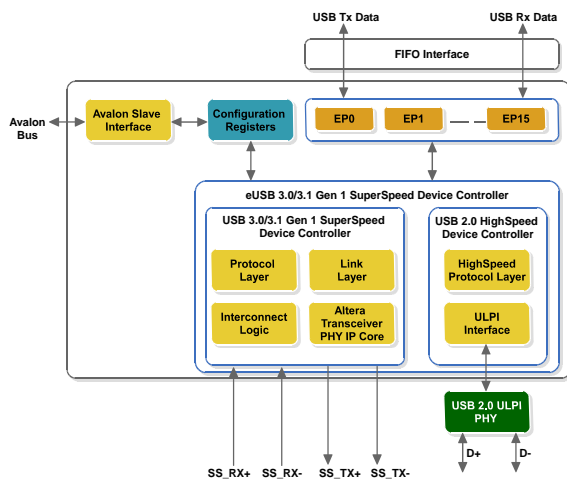 USB Tx Data
USB Rx Data
FIFO Interface
Avalon
Bus
Avalon Slave
Interface
Configuration
Registers
EP0
EP1
EP15
eUSB 3.0/3.1 Gen 1 SuperSpeed Device Controller
USB 3.0/3.1 Gen 1 SuperSpeed
Device Controller
USB 2.0 HighSpeed
Device Controller
Protocol
Layer
Link
Layer
HighSpeed
Protocol Layer
Interconnect
Logic
Altera
Transceiver
PHY IP Core
ULPI
Interface
USB 2.0 ULPI
PHY
D+
D-
SS_RX+
SS_RX-
SS_TX+
SS_TX-